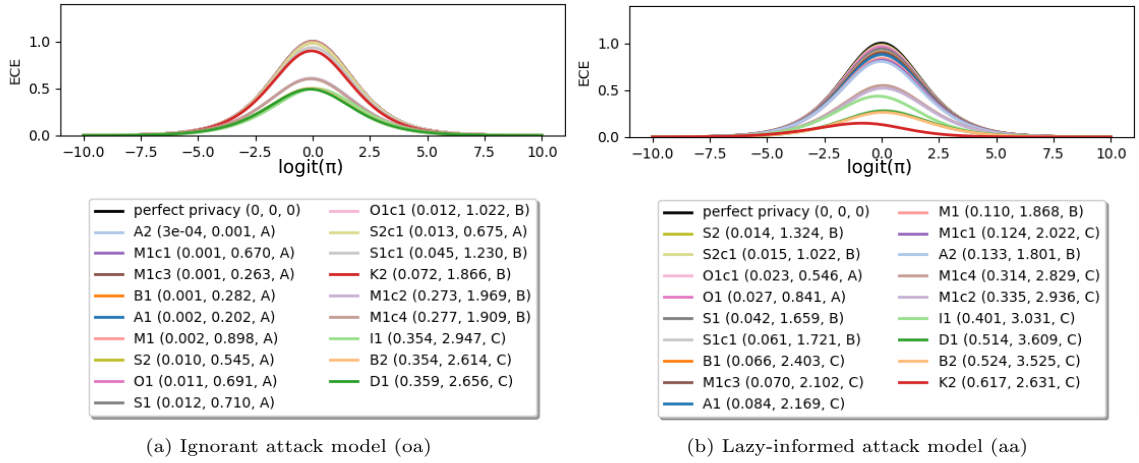 1.0
0.5
0.0
ECE
−10.0 −7.5 −5.0 −2.5 0.0 2.5 5.0 7.5 10.0
logit(π)
perfect privacy (0, 0, 0)
A2 (3e-04, 0.001, A)
M1c1 (0.001, 0.670, A)
M1c3 (0.001, 0.263, A)
B1 (0.001, 0.282, A)
A1 (0.002, 0.202, A)
M1 (0.002, 0.898, A)
S2 (0.010, 0.545, A)
O1 (0.011, 0.691, A)
S1 (0.012, 0.710, A)
O1c1 (0.012, 1.022, B)
S2c1 (0.013, 0.675, A)
S1c1 (0.045, 1.230, B)
K2 (0.072, 1.866, B)
M1c2 (0.273, 1.969, B)
M1c4 (0.277, 1.909, B)
I1 (0.354, 2.947, C)
B2 (0.354, 2.614, C)
D1 (0.359, 2.656, C)
(a) Ignorant attack model (oa)
1.0
0.5
0.0
ECE
−10.0 −7.5 −5.0 −2.5 0.0 2.5 5.0 7.5 10.0
logit(π)
perfect privacy (0, 0, 0)
S2 (0.014, 1.324, B)
S2c1 (0.015, 1.022, B)
O1c1 (0.023, 0.546, A)
O1 (0.027, 0.841, A)
S1 (0.042, 1.659, B)
S1c1 (0.061, 1.721, B)
B1 (0.066, 2.403, C)
M1c3 (0.070, 2.102, C)
A1 (0.084, 2.169, C)
M1 (0.110, 1.868, B)
M1c1 (0.124, 2.022, C)
A2 (0.133, 1.801, B)
M1c4 (0.314, 2.829, C)
M1c2 (0.335, 2.936, C)
I1 (0.401, 3.031, C)
D1 (0.514, 3.609, C)
B2 (0.524, 3.525, C)
K2 (0.617, 2.631, C)
(b) Lazy-informed attack model (aa)